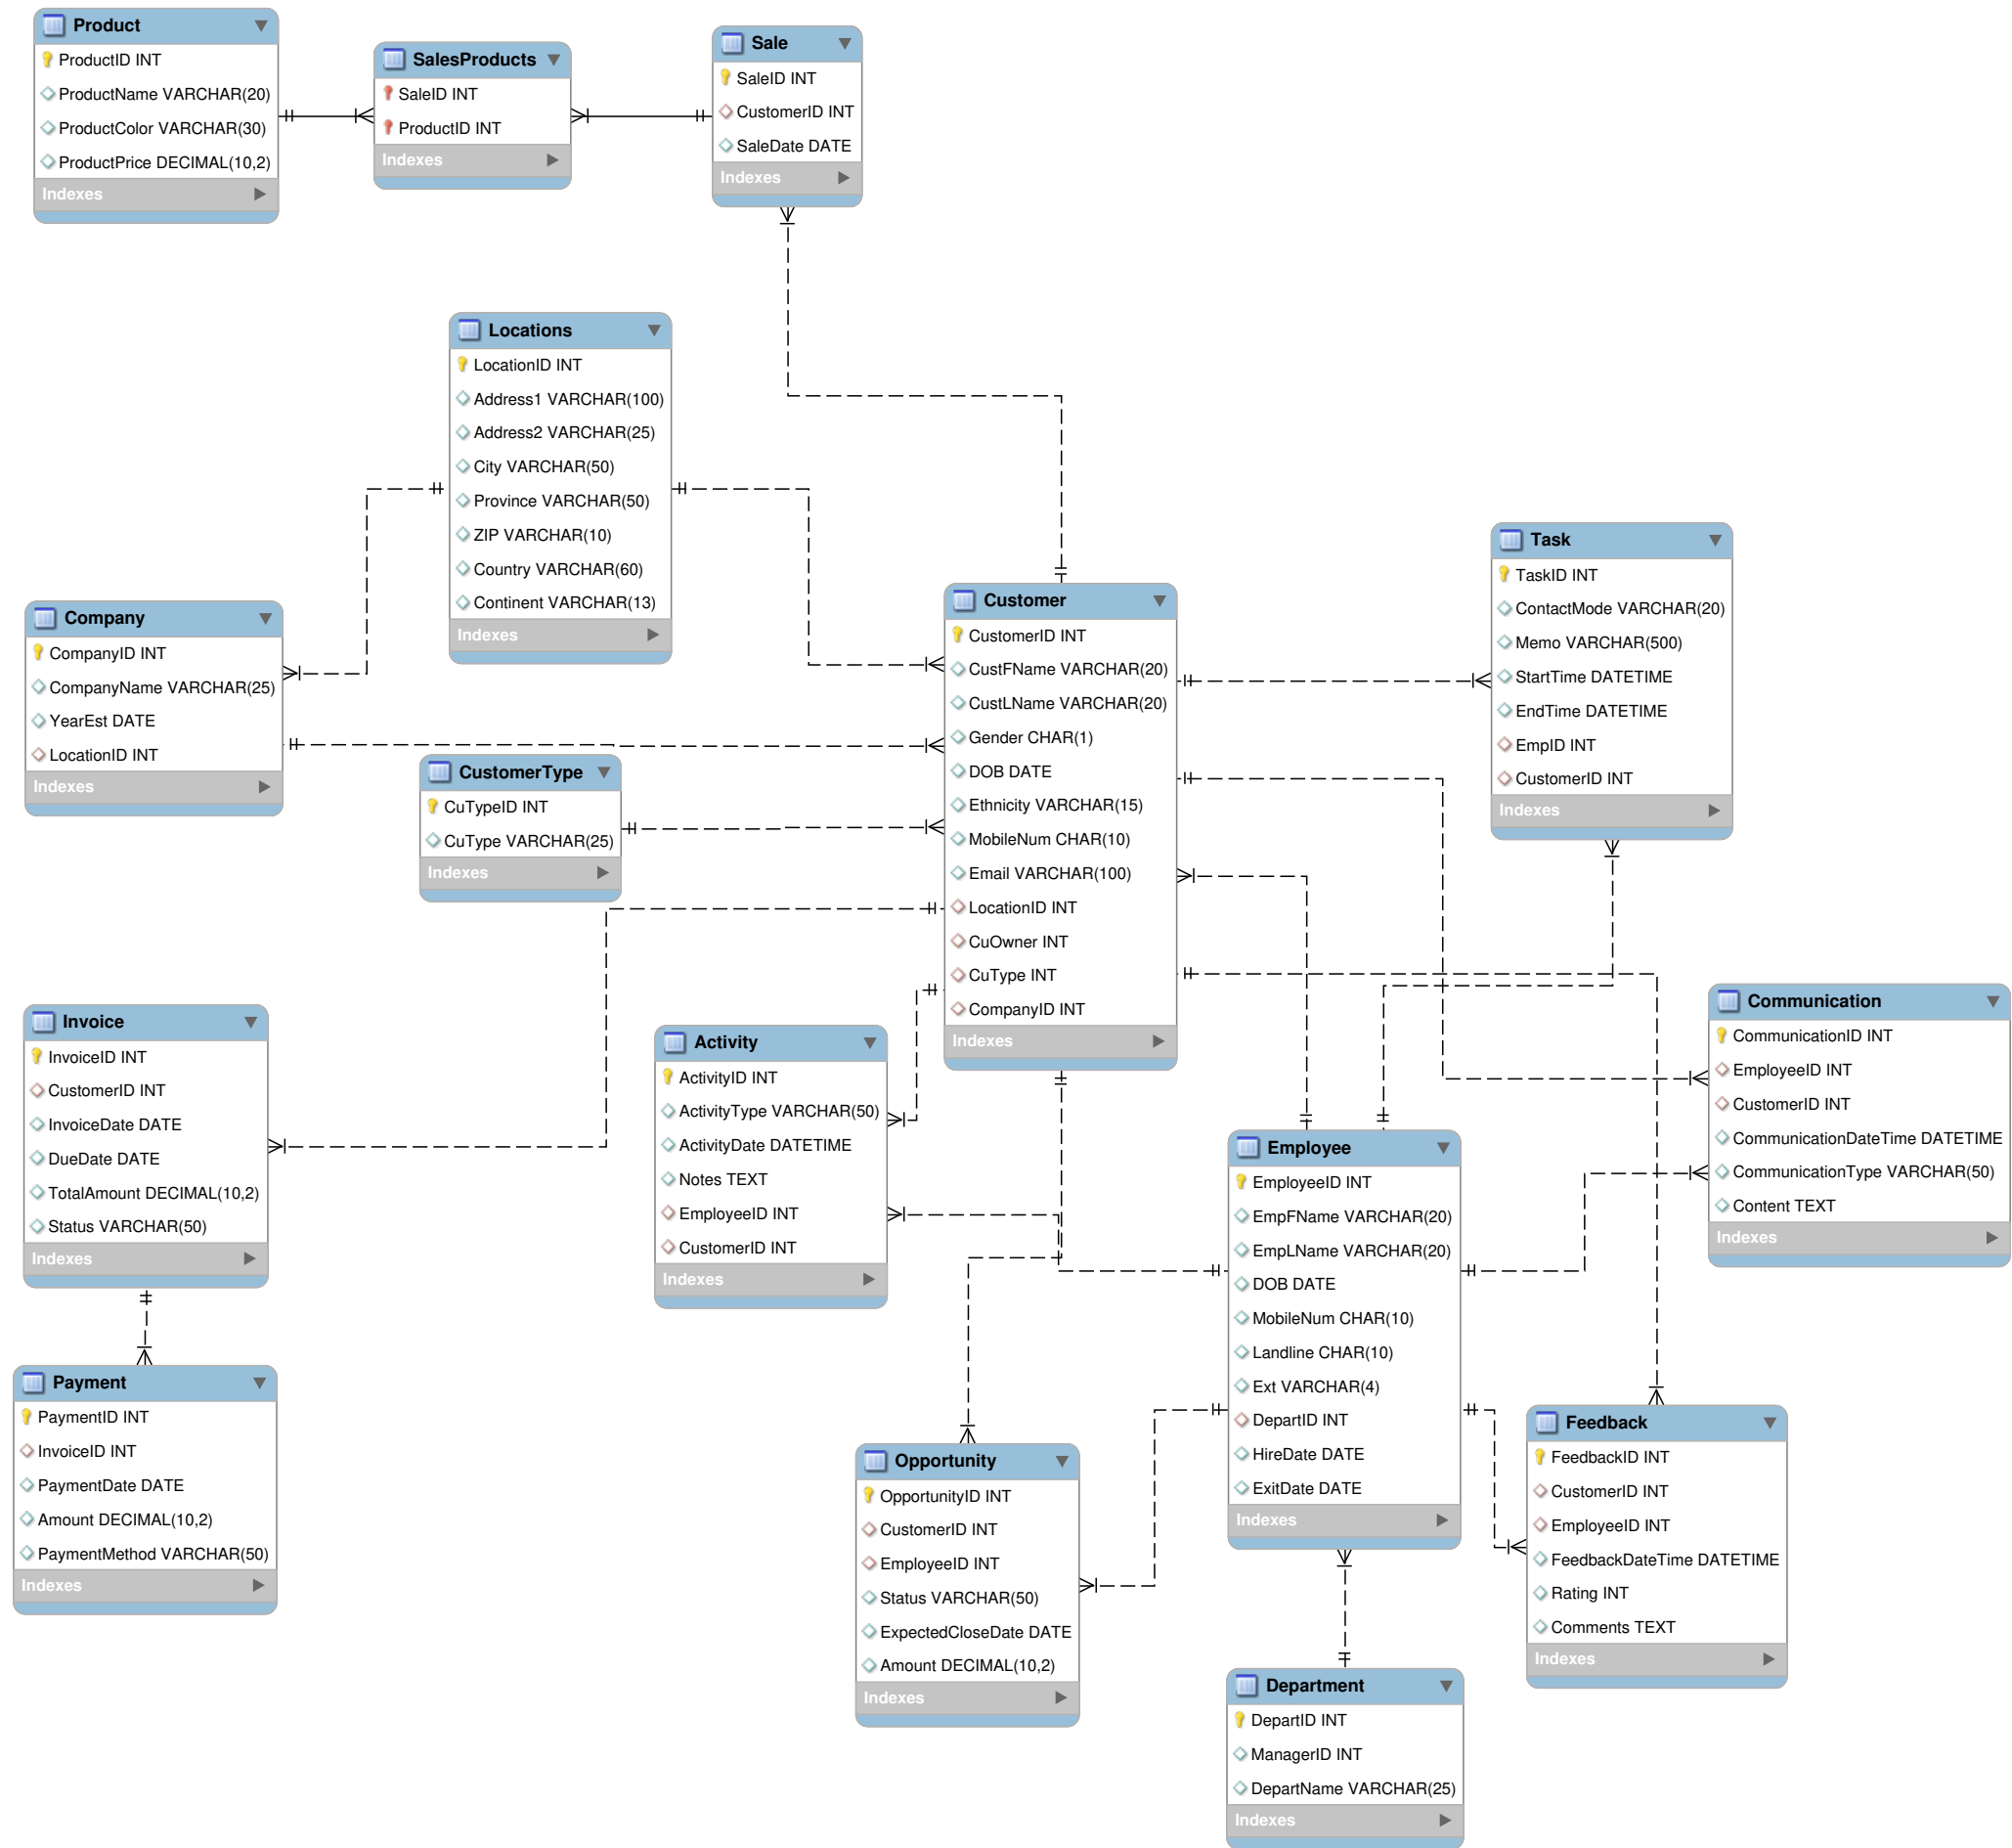 Product
ProductID INT
ProductName VARCHAR(20)
ProductColor VARCHAR(30)
ProductPrice DECIMAL(10,2)
Indexes
SalesProducts
SaleID INT
ProductID INT
Indexes
Sale
SaleID INT
CustomerID INT
SaleDate DATE
Indexes
Locations
LocationID INT
Address1 VARCHAR(100)
Address2 VARCHAR(25)
City VARCHAR(50)
Province VARCHAR(50)
ZIP VARCHAR(10)
Country VARCHAR(60)
Continent VARCHAR(13)
Indexes
Company
CompanyID INT
CompanyName VARCHAR(25)
YearEst DATE
LocationID INT
Indexes
CustomerType
CuTypeID INT
CuType VARCHAR(25)
Indexes
Customer
CustomerID INT
CustFName VARCHAR(20)
CustLName VARCHAR(20)
Gender CHAR(1)
DOB DATE
Ethnicity VARCHAR(15)
MobileNum CHAR(10)
Email VARCHAR(100)
LocationID INT
CuOwner INT
CuType INT
CompanyID INT
Indexes
Task
TaskID INT
ContactMode VARCHAR(20)
Memo VARCHAR(500)
StartTime DATETIME
EndTime DATETIME
EmpID INT
CustomerID INT
Indexes
Invoice
InvoiceID INT
CustomerID INT
InvoiceDate DATE
DueDate DATE
TotalAmount DECIMAL(10,2)
Status VARCHAR(50)
Indexes
Activity
ActivityID INT
ActivityType VARCHAR(50)
ActivityDate DATETIME
Notes TEXT
EmployeeID INT
CustomerID INT
Indexes
Communication
CommunicationID INT
EmployeeID INT
CustomerID INT
CommunicationDateTime DATETIME
CommunicationType VARCHAR(50)
Content TEXT
Indexes
Employee
EmployeeID INT
EmpFName VARCHAR(20)
EmpLName VARCHAR(20)
DOB DATE
MobileNum CHAR(10)
Landline CHAR(10)
Ext VARCHAR(4)
DepartID INT
HireDate DATE
ExitDate DATE
Indexes
Payment
PaymentID INT
InvoiceID INT
PaymentDate DATE
Amount DECIMAL(10,2)
PaymentMethod VARCHAR(50)
Indexes
Opportunity
OpportunityID INT
CustomerID INT
EmployeeID INT
Status VARCHAR(50)
ExpectedCloseDate DATE
Amount DECIMAL(10,2)
Indexes
Feedback
FeedbackID INT
CustomerID INT
EmployeeID INT
FeedbackDateTime DATETIME
Rating INT
Comments TEXT
Indexes
Department
DepartID INT
ManagerID INT
DepartName VARCHAR(25)
Indexes